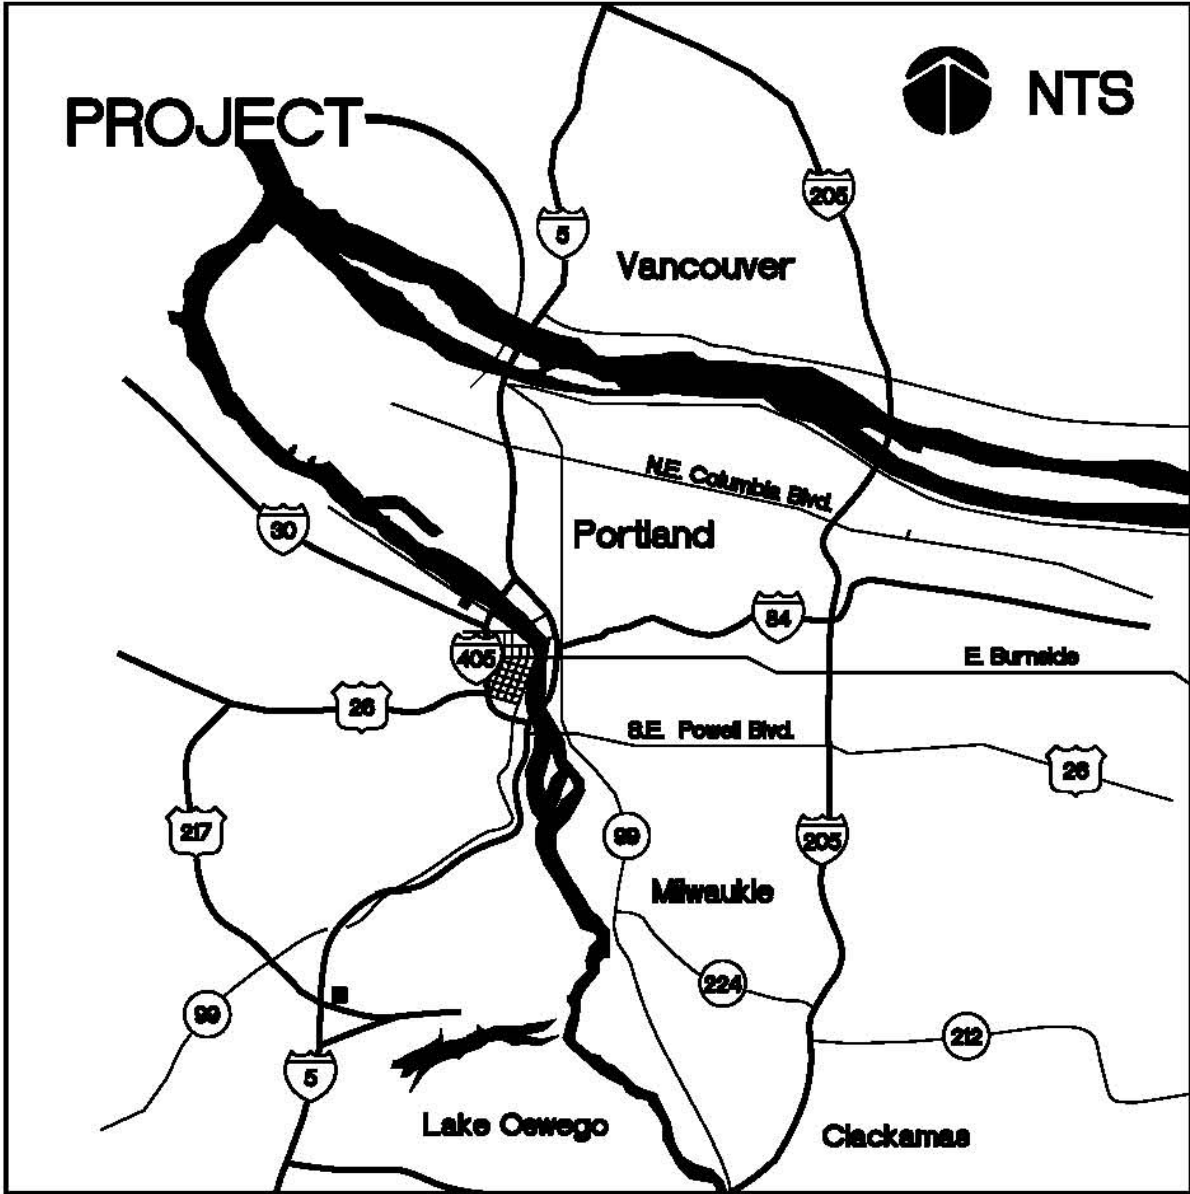 NTS
PROJECT
205
5
Vancouver
N.E. Columbia Blvd.
30
Portland
84
405
E. Burnside
26
S.E. Powell Blvd.
26
217
99
205
Milwaukie
224
99
212
5
Lake Oswego
Clackamas